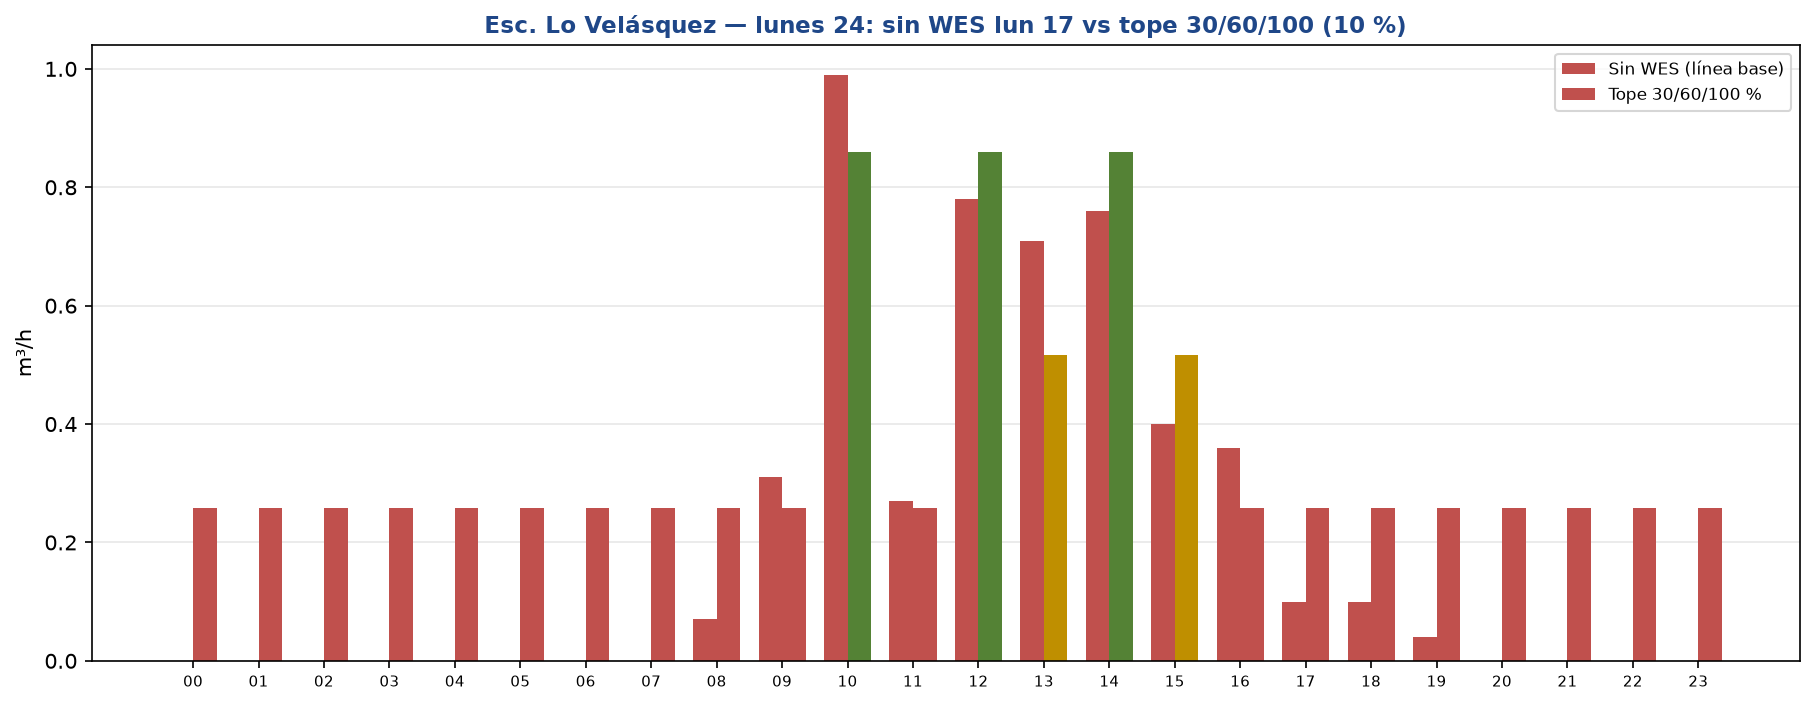 Esc. Lo Velásquez — lunes 24: sin WES lun 17 vs tope 30/60/100 (10 %)
Sin WES (línea base)
Tope 30/60/100 %
m³/h
1.0
0.8
0.6
0.4
0.2
0.0
00 01 02 03 04 05 06 07 08 09 10 11 12 13 14 15 16 17 18 19 20 21 22 23